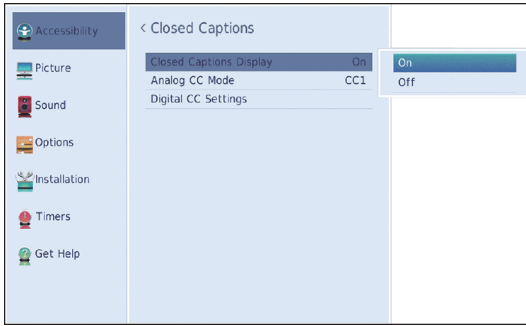 Accessibility
Picture
Sound
Options
Installation
Timers
Get Help
< Closed Captions
Closed Captions Display On
Analog CC Mode CC1
Digital CC Settings
On
Off